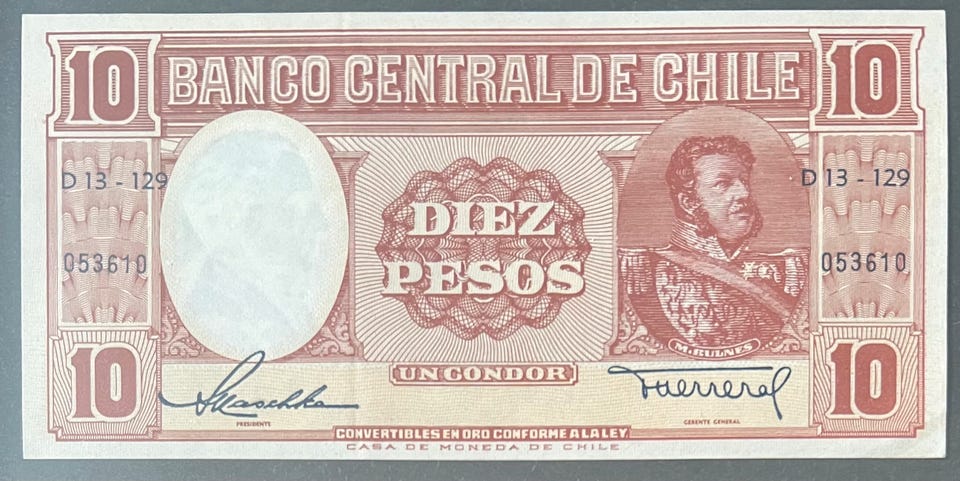 10 BANCO CENTRAL DE CHILE 10
D 13 - 129 D 13 - 129
DIEZ
PESOS
053610 053610
M. BULNES
10 UN CONDOR 10
PRESIDENTE GERENTE GENERAL
CONVERTIBLES EN ORO CONFORME A LA LEY
CASA DE MONEDA DE CHILE